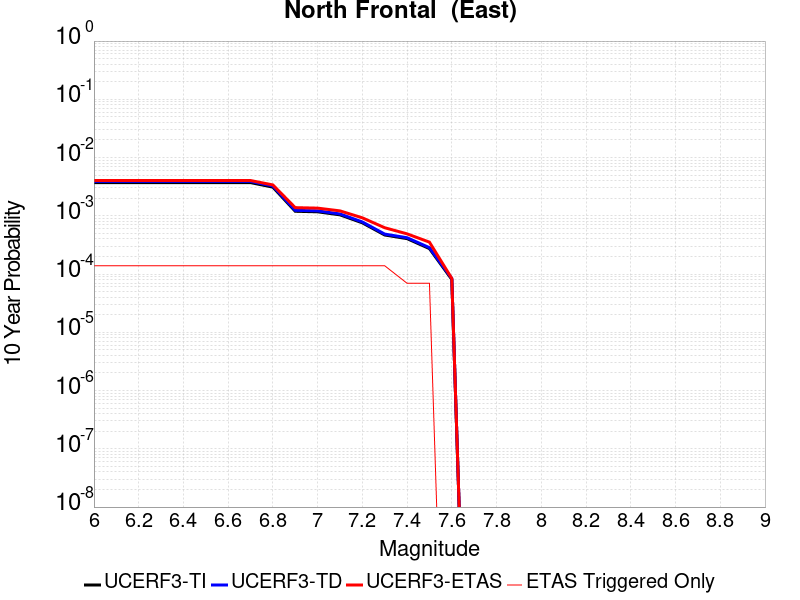 North Frontal  (East)
10 0
10 -1
10 -2
10 -3
10 -4
10 -5
10 -6
10 -7
10 -8
10 Year Probability
6 6.2 6.4 6.6 6.8 7 7.2 7.4 7.6 7.8 8 8.2 8.4 8.6 8.8 9
Magnitude
UCERF3-TI UCERF3-TD UCERF3-ETAS ETAS Triggered Only